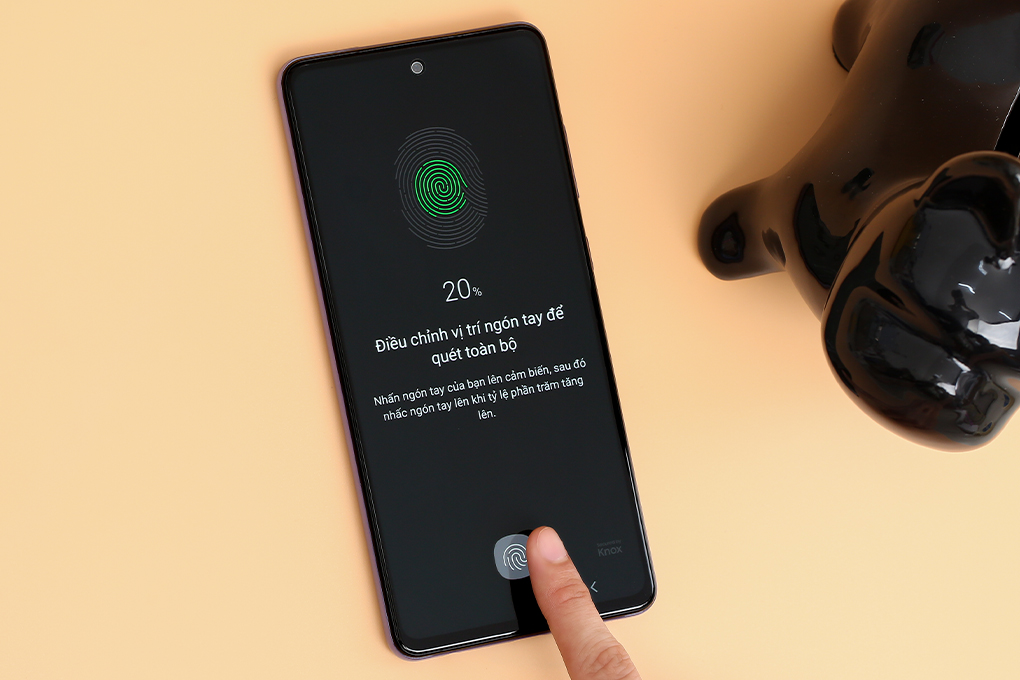 20%
Điều chỉnh vị trí ngón tay để
quét toàn bộ
Nhấn ngón tay của bạn lên cảm biến, sau đó
nhấc ngón tay lên khi tỷ lệ phần trăm tăng
lên.
Knox